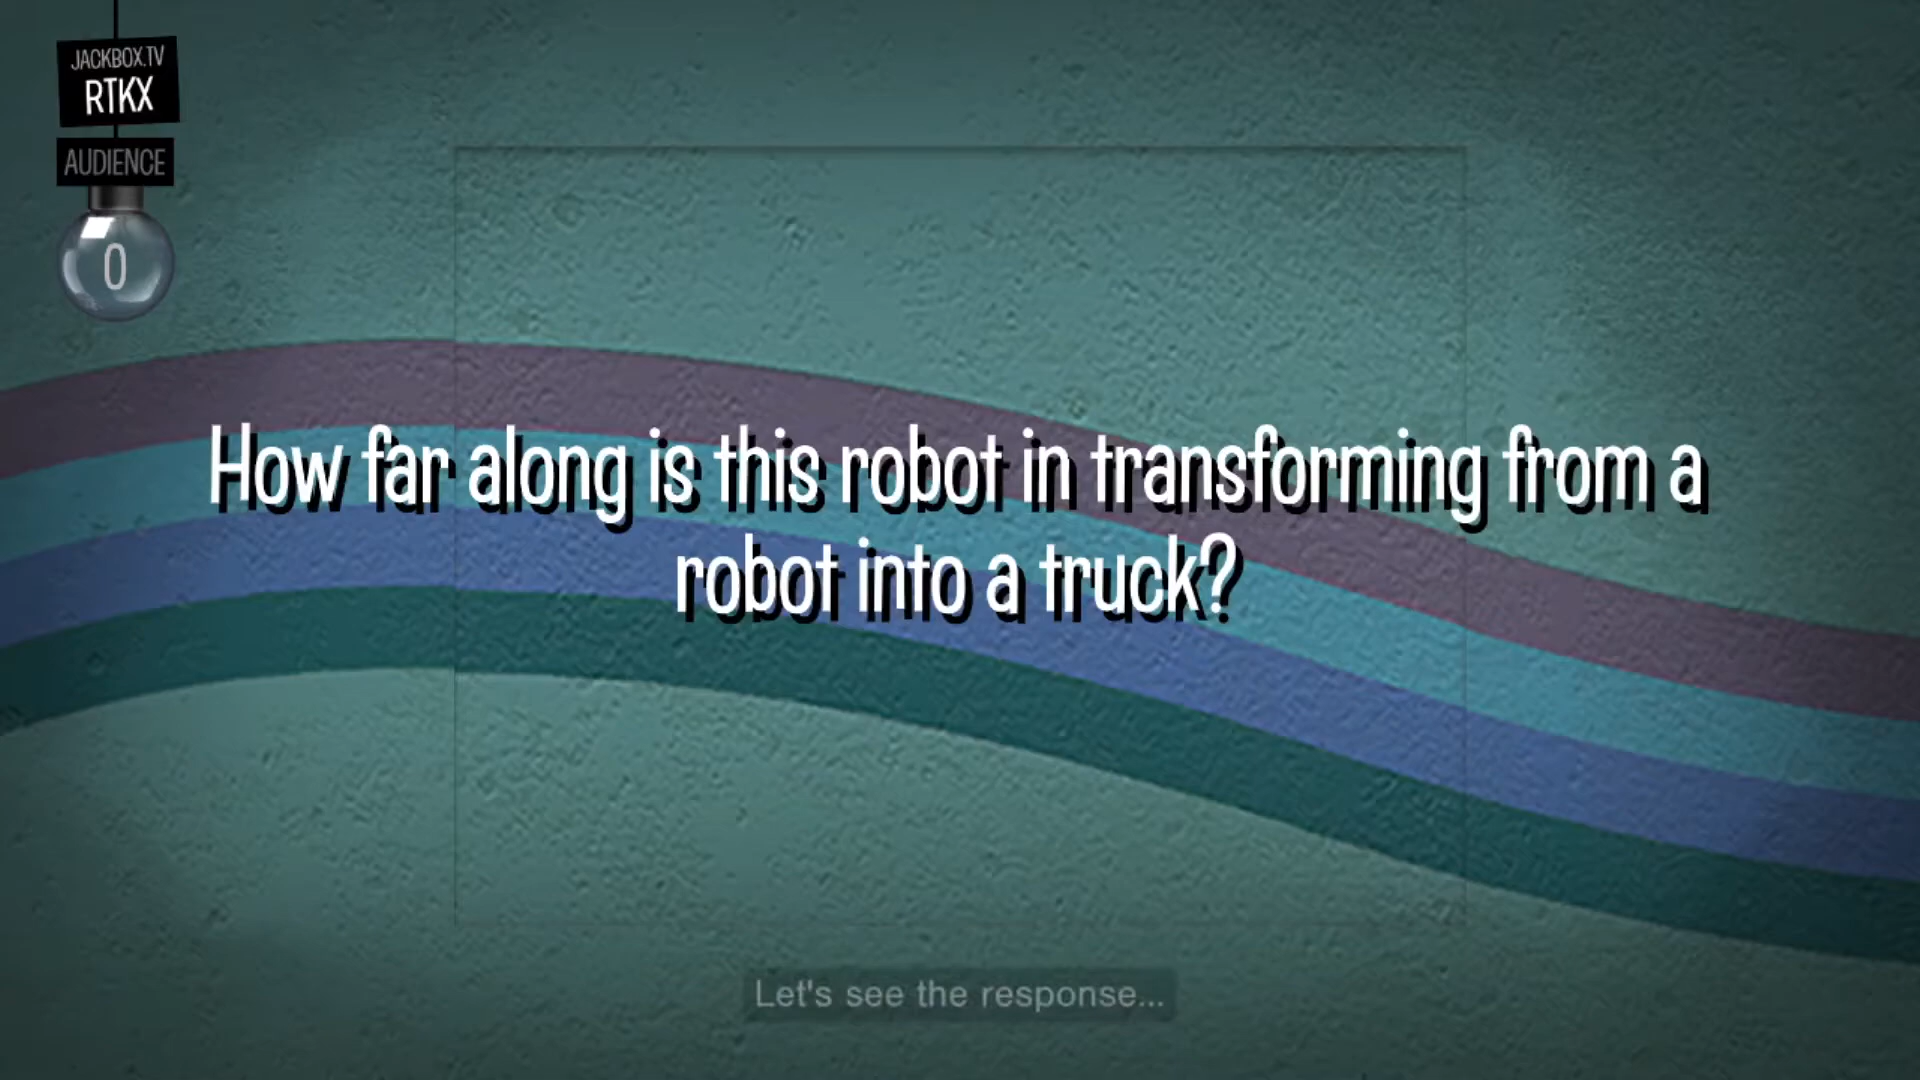 JACKBOX.TV
RTKX
AUDIENCE
0
How far along is this robot in transforming from a
robot into a truck?
Let's see the response...